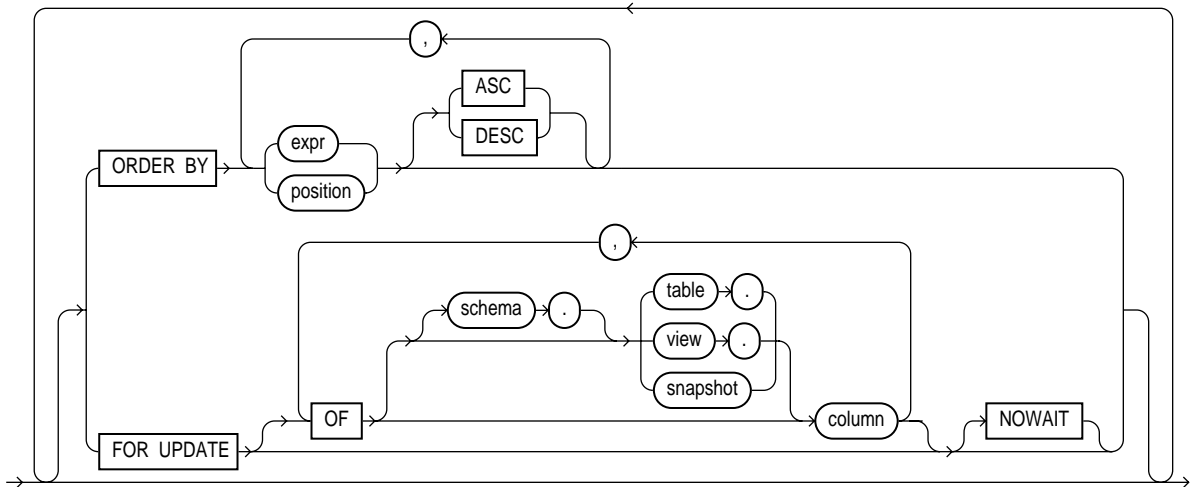 ,
ASC
DESC
expr
position
ORDER BY
,
schema .
table .
view .
snapshot
OF
column
NOWAIT
FOR UPDATE